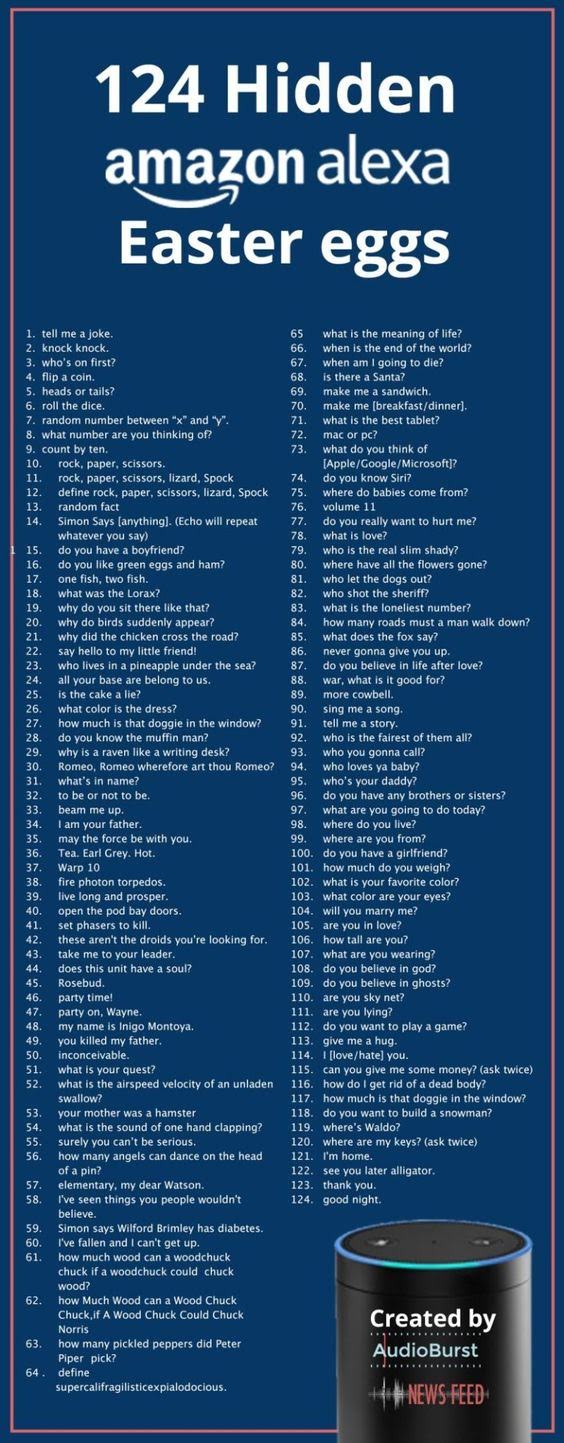 124 Hidden
amazon alexa
Easter eggs
1. tell me a joke.
2. knock knock.
3. who's on first?
4. flip a coin.
5. heads or tails?
6. roll the dice.
7. random number between “x” and “y”.
8. what number are you thinking of?
9. count by ten.
10. rock, paper, scissors.
11. rock, paper, scissors, lizard, Spock
12. define rock, paper, scissors, lizard, Spock
13. random fact
14. Simon Says [anything]. (Echo will repeat
whatever you say)
1 15. do you have a boyfriend?
16. do you like green eggs and ham?
17. one fish, two fish.
18. what was the Lorax?
19. why do you sit there like that?
20. why do birds suddenly appear?
21. why did the chicken cross the road?
22. say hello to my little friend!
23. who lives in a pineapple under the sea?
24. all your base are belong to us.
25. is the cake a lie?
26. what color is the dress?
27. how much is that doggie in the window?
28. do you know the muffin man?
29. why is a raven like a writing desk?
30. Romeo, Romeo wherefore art thou Romeo?
31. what's in name?
32. to be or not to be.
33. beam me up.
34. I am your father.
35. may the force be with you.
36. Tea. Earl Grey. Hot.
37. Warp 10
38. fire photon torpedos.
39. live long and prosper.
40. open the pod bay doors.
41. set phasers to kill.
42. these aren't the droids you're looking for.
43. take me to your leader.
44. does this unit have a soul?
45. Rosebud.
46. party time!
47. party on, Wayne.
48. my name is Inigo Montoya.
49. you killed my father.
50. inconceivable.
51. what is your quest?
52. what is the airspeed velocity of an unladen
swallow?
53. your mother was a hamster
54. what is the sound of one hand clapping?
55. surely you can't be serious.
56. how many angels can dance on the head
of a pin?
57. elementary, my dear Watson.
58. I've seen things you people wouldn't
believe.
59. Simon says Wilford Brimley has diabetes.
60. I've fallen and I can't get up.
61. how much wood can a woodchuck
chuck if a woodchuck could chuck
wood?
62. how Much Wood can a Wood Chuck
Chuck,if A Wood Chuck Could Chuck
Norris
63. how many pickled peppers did Peter
Piper pick?
64 . define
supercalifragilisticexpialodocious.
65 what is the meaning of life?
66. when is the end of the world?
67. when am I going to die?
68. is there a Santa?
69. make me a sandwich.
70. make me [breakfast/dinner].
71. what is the best tablet?
72. mac or pc?
73. what do you think of
[Apple/Google/Microsoft]?
74. do you know Siri?
75. where do babies come from?
76. volume 11
77. do you really want to hurt me?
78. what is love?
79. who is the real slim shady?
80. where have all the flowers gone?
81. who let the dogs out?
82. who shot the sheriff?
83. what is the loneliest number?
84. how many roads must a man walk down?
85. what does the fox say?
86. never gonna give you up.
87. do you believe in life after love?
88. war, what is it good for?
89. more cowbell.
90. sing me a song.
91. tell me a story.
92. who is the fairest of them all?
93. who you gonna call?
94. who loves ya baby?
95. who's your daddy?
96. do you have any brothers or sisters?
97. what are you going to do today?
98. where do you live?
99. where are you from?
100. do you have a girlfriend?
101. how much do you weigh?
102. what is your favorite color?
103. what color are your eyes?
104. will you marry me?
105. are you in love?
106. how tall are you?
107. what are you wearing?
108. do you believe in god?
109. do you believe in ghosts?
110. are you sky net?
111. are you lying?
112. do you want to play a game?
113. give me a hug.
114. I [love/hate] you.
115. can you give me some money? (ask twice)
116. how do I get rid of a dead body?
117. how much is that doggie in the window?
118. do you want to build a snowman?
119. where's Waldo?
120. where are my keys? (ask twice)
121. I'm home.
122. see you later alligator.
123. thank you.
124. good night.
Created by
AudioBurst
NEWS FEED